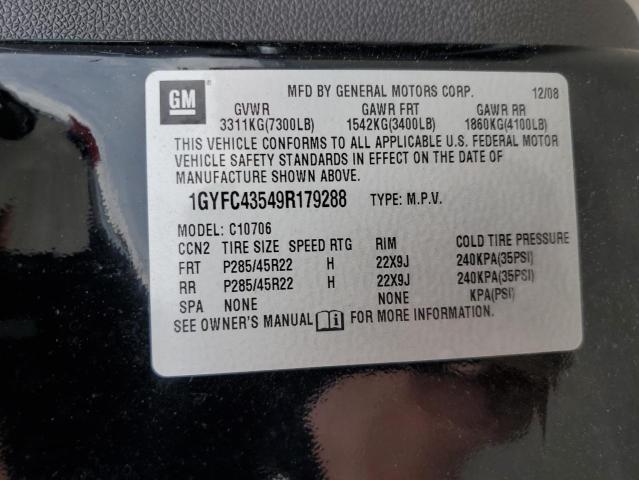 GM
MFD BY GENERAL MOTORS CORP. 12/08
GVWR GAWR FRT GAWR RR
3311KG(7300LB) 1542KG(3400LB) 1860KG(4100LB)
THIS VEHICLE CONFORMS TO ALL APPLICABLE U.S. FEDERAL MOTOR
VEHICLE SAFETY STANDARDS IN EFFECT ON THE DATE OF
MANUFACTURE SHOWN ABOVE.
1GYFC43549R179288 TYPE: M.P.V.
MODEL: C10706
CCN2 TIRE SIZE SPEED RTG RIM COLD TIRE PRESSURE
FRT P285/45R22 H 22X9J 240KPA(35PSI)
RR P285/45R22 H 22X9J 240KPA(35PSI)
SPA NONE NONE KPA(PSI)
SEE OWNER'S MANUAL FOR MORE INFORMATION.